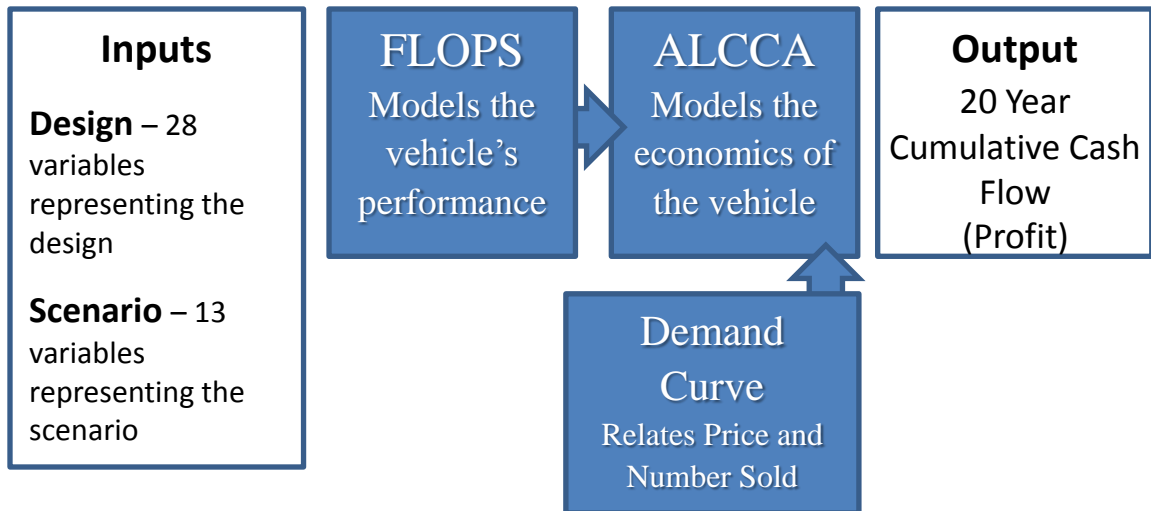 Inputs
Design – 28
variables
representing the
design
Scenario – 13
variables
representing the
scenario
FLOPS
Models the
vehicle’s
performance
ALCCA
Models the
economics of
the vehicle
Output
20 Year
Cumulative Cash
Flow
(Profit)
Demand
Curve
Relates Price and
Number Sold